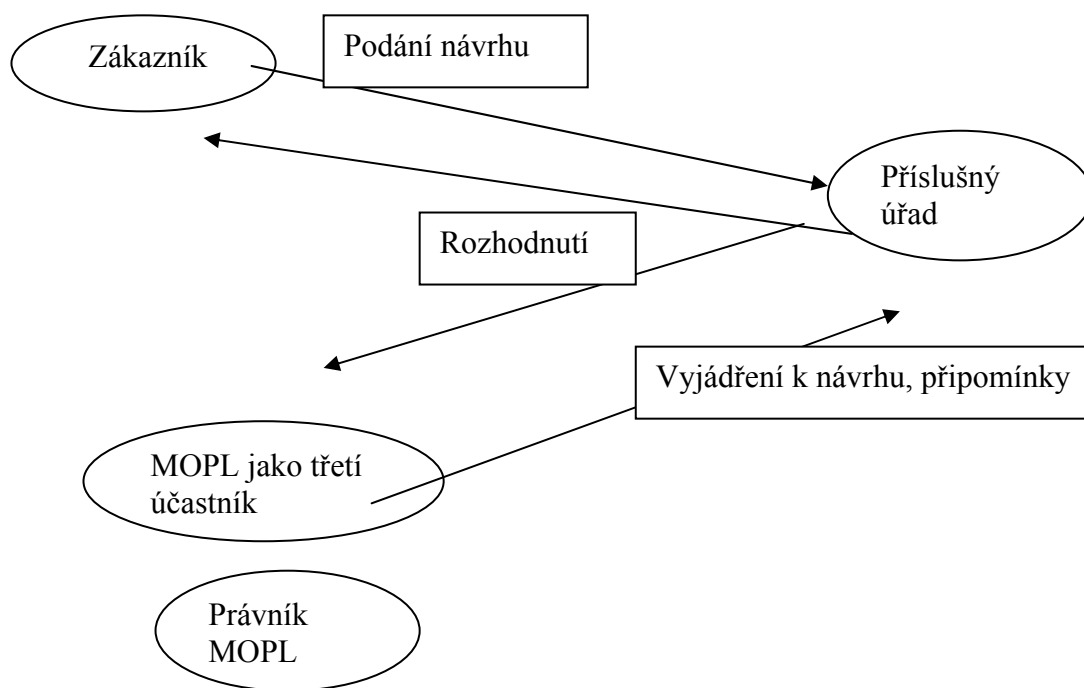 Zákazník
Podání návrhu
Příslušný
úřad
Rozhodnutí
Vyjádření k návrhu, připomínky
MOPL jako třetí
účastník
Právník
MOPL